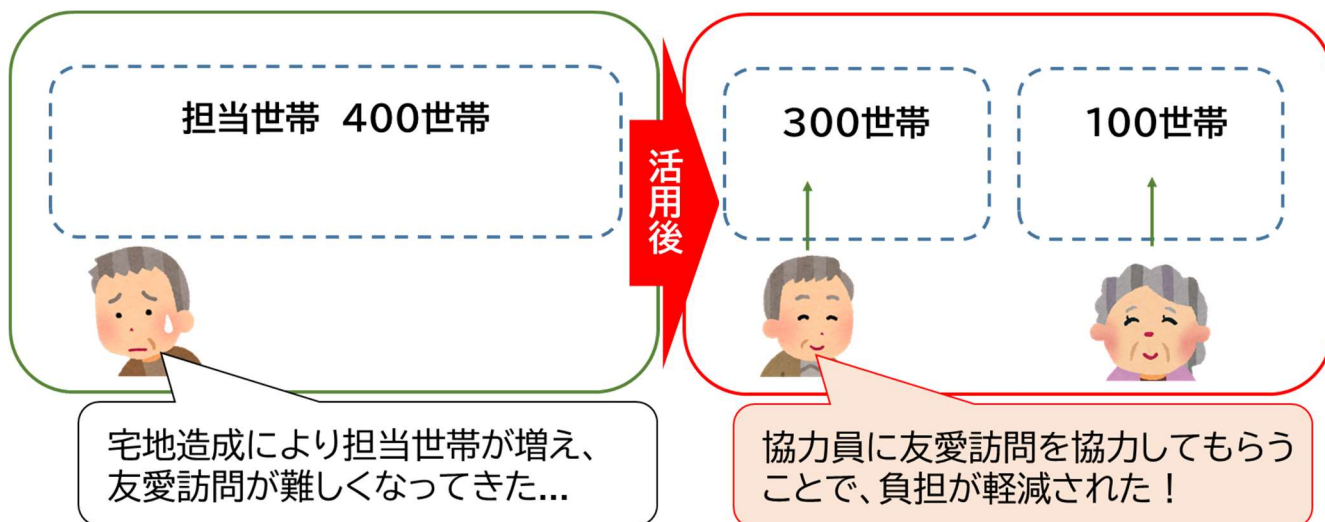 担当世帯 400世帯
活用後
300世帯
100世帯
宅地造成により担当世帯が増え、
友愛訪問が難しくなってきた…
協力員に友愛訪問を協力してもらう
ことで、負担が軽減された！